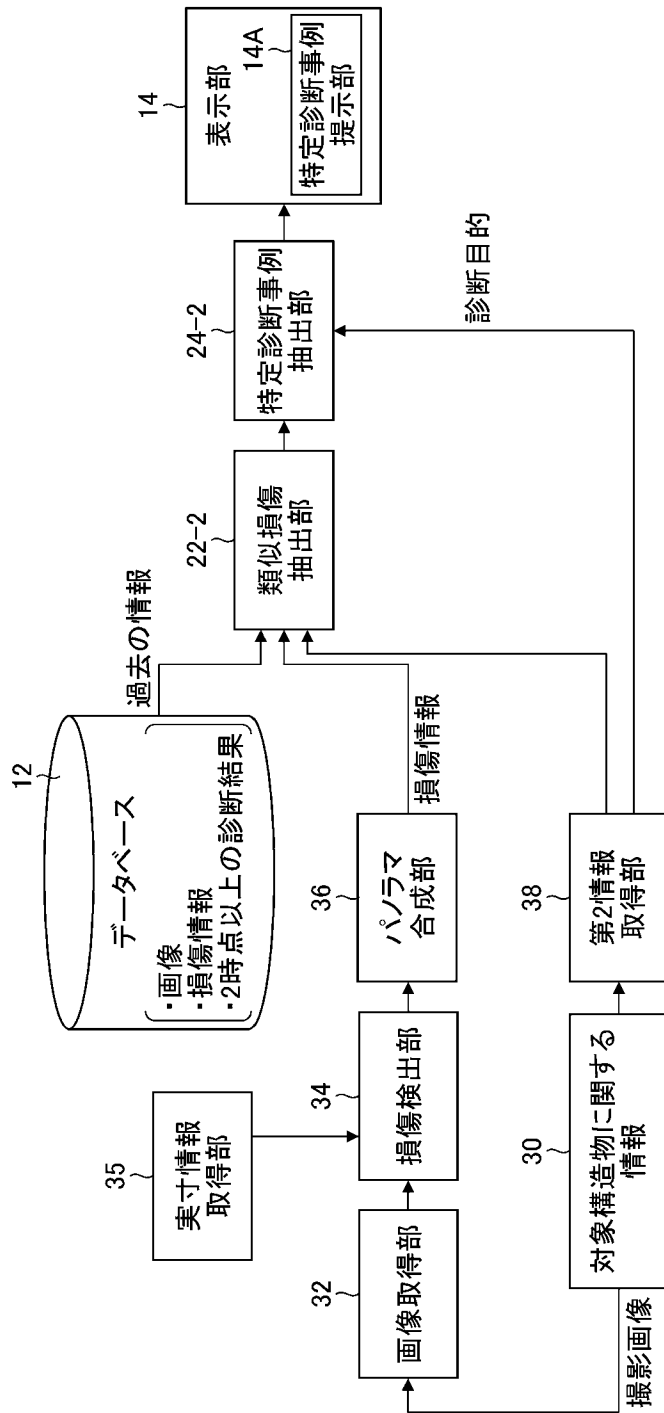 12
データベース
・画像
・損傷情報
・2時点以上の診断結果
過去の情報
35
実寸情報
取得部
32
画像取得部
34
損傷検出部
36
パノラマ
合成部
損傷情報
22-2
類似損傷
抽出部
24-2
特定診断事例
抽出部
14
表示部
14A
特定診断事例
提示部
診断目的
撮影画像
30
対象構造物に関する
情報
38
第2情報
取得部